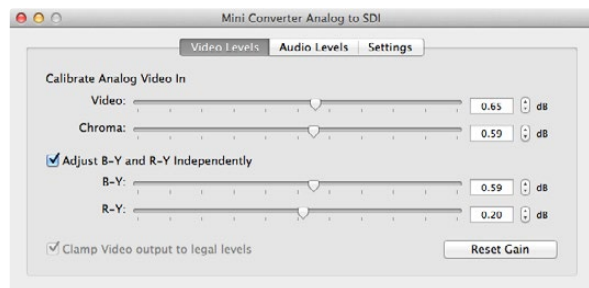 Mini Converter Analog to SDI
Video Levels Audio Levels Settings
Calibrate Analog Video In
Video: 0.65 dB
Chroma: 0.59 dB
Adjust B-Y and R-Y Independently
B-Y: 0.59 dB
R-Y: 0.20 dB
Clamp Video output to legal levels Reset Gain